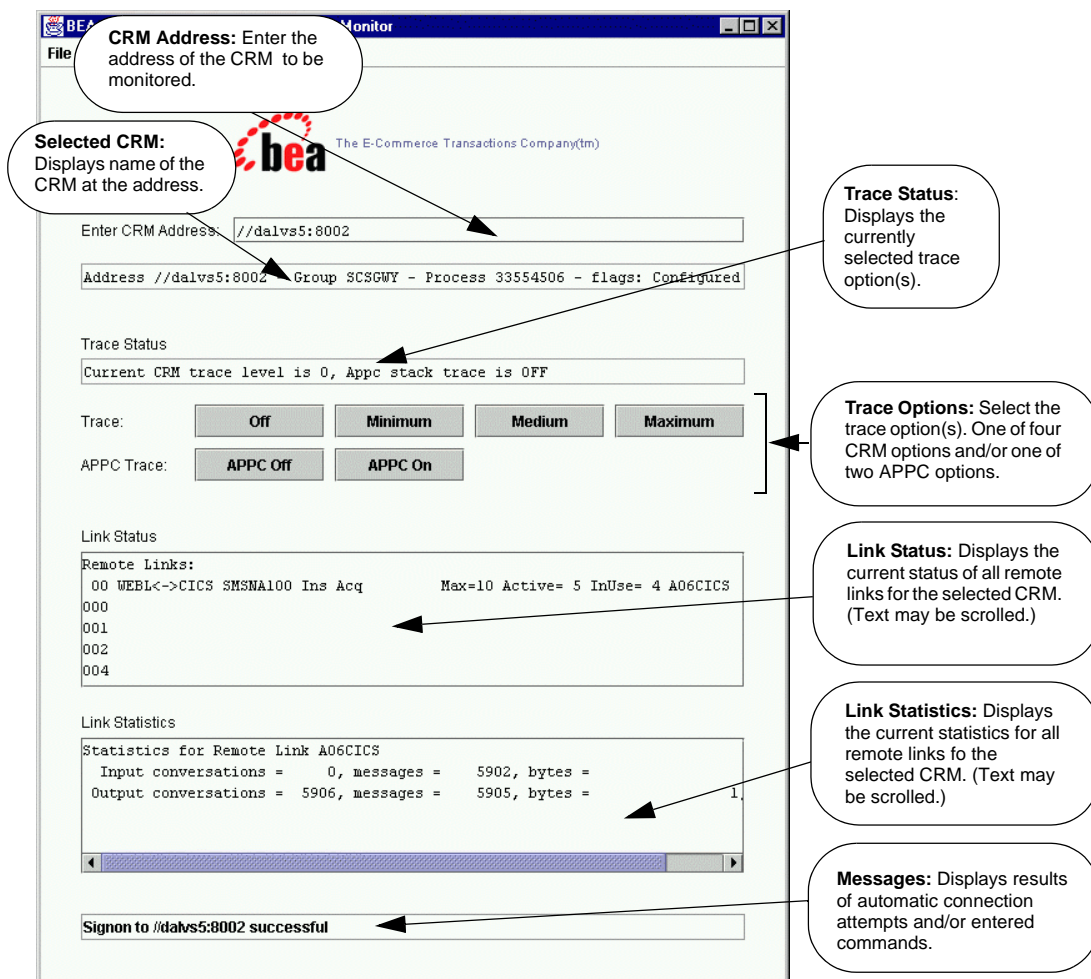 BEA
Monitor
File
CRM Address: Enter the
address of the CRM to be
monitored.
Selected CRM:
Displays name of the
CRM at the address.
bea
The E-Commerce Transactions Company(tm)
Trace Status:
Displays the
currently
selected trace
option(s).
Enter CRM Address: //dalvs5:8002
Address //dalvs5:8002 - Group SCSGWY - Process 33554506 - flags: Configured
Trace Status
Current CRM trace level is 0, Appc stack trace is OFF
Trace: Off Minimum Medium Maximum
APPC Trace: APPC Off APPC On
Trace Options: Select the
trace option(s). One of four
CRM options and/or one of
two APPC options.
Link Status
Remote Links:
00 WEBL<->CICS SMSNA100 Ins Acq Max=10 Active= 5 InUse= 4 A06CICS
000
001
002
004
Link Status: Displays the
current status of all remote
links for the selected CRM.
(Text may be scrolled.)
Link Statistics
Statistics for Remote Link A06CICS
Input conversations = 0, messages = 5902, bytes =
Output conversations = 5906, messages = 5905, bytes = 1,
Link Statistics: Displays
the current statistics for all
remote links fo the
selected CRM. (Text may
be scrolled.)
Signon to //dalvs5:8002 successful
Messages: Displays results
of automatic connection
attempts and/or entered
commands.